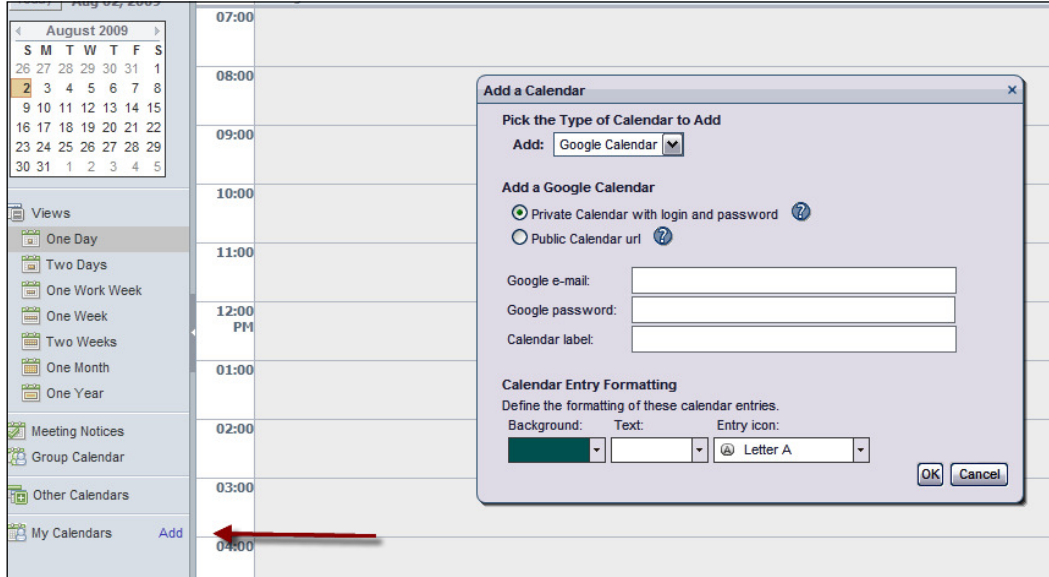 Today Aug 02, 2009
August 2009
S M T W T F S
26 27 28 29 30 31 1
2 3 4 5 6 7 8
9 10 11 12 13 14 15
16 17 18 19 20 21 22
23 24 25 26 27 28 29
30 31 1 2 3 4 5
Views
One Day
Two Days
One Work Week
One Week
Two Weeks
One Month
One Year
Meeting Notices
Group Calendar
Other Calendars
My Calendars Add
07:00
08:00
09:00
10:00
11:00
12:00
PM
01:00
02:00
03:00
04:00
Add a Calendar x
Pick the Type of Calendar to Add
Add: Google Calendar
Add a Google Calendar
Private Calendar with login and password ?
Public Calendar url ?
Google e-mail:
Google password:
Calendar label:
Calendar Entry Formatting
Define the formatting of these calendar entries.
Background: Text: Entry icon:
A Letter A
OK Cancel